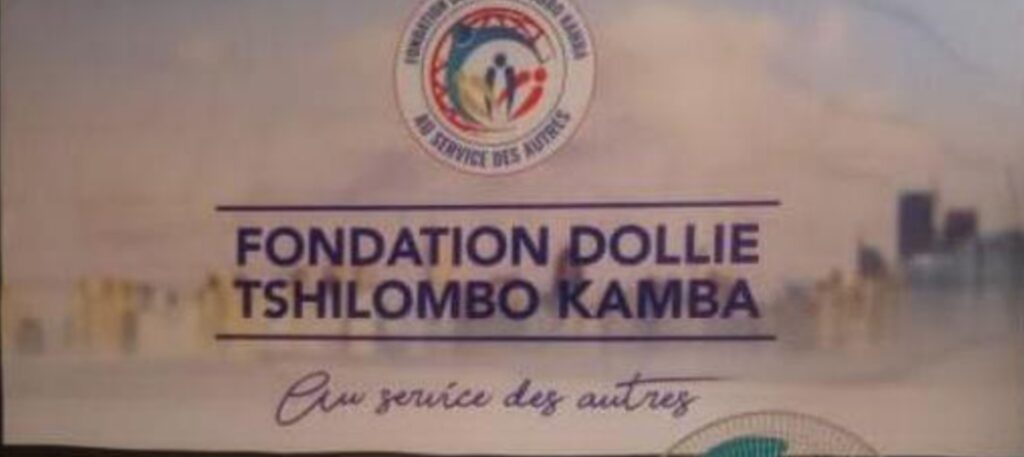 AU SERVICE DES AUTRES
FONDATION DOLLIE
TSHILOMBO KAMBA
Au service des autres